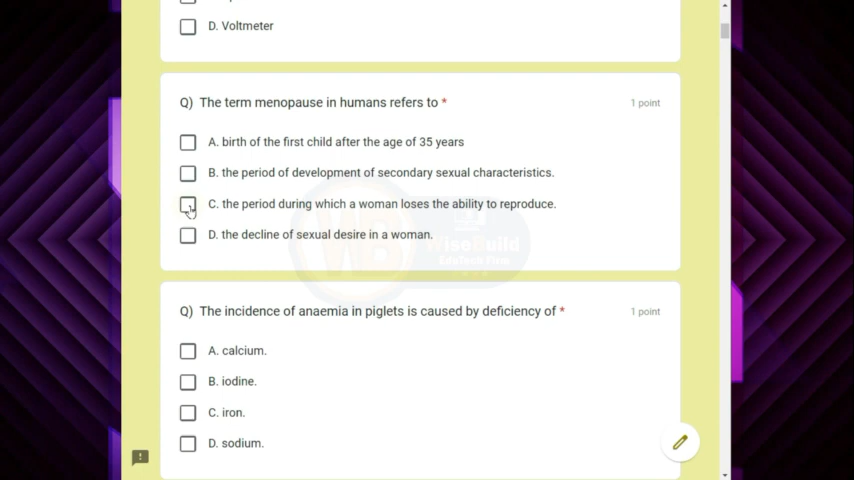 D. Voltmeter
Q) The term menopause in humans refers to *
1 point
A. birth of the first child after the age of 35 years
B. the period of development of secondary sexual characteristics.
C. the period during which a woman loses the ability to reproduce.
D. the decline of sexual desire in a woman.
WiseBuild
EduTech Firm
Q) The incidence of anaemia in piglets is caused by deficiency of *
1 point
A. calcium.
B. iodine.
C. iron.
D. sodium.